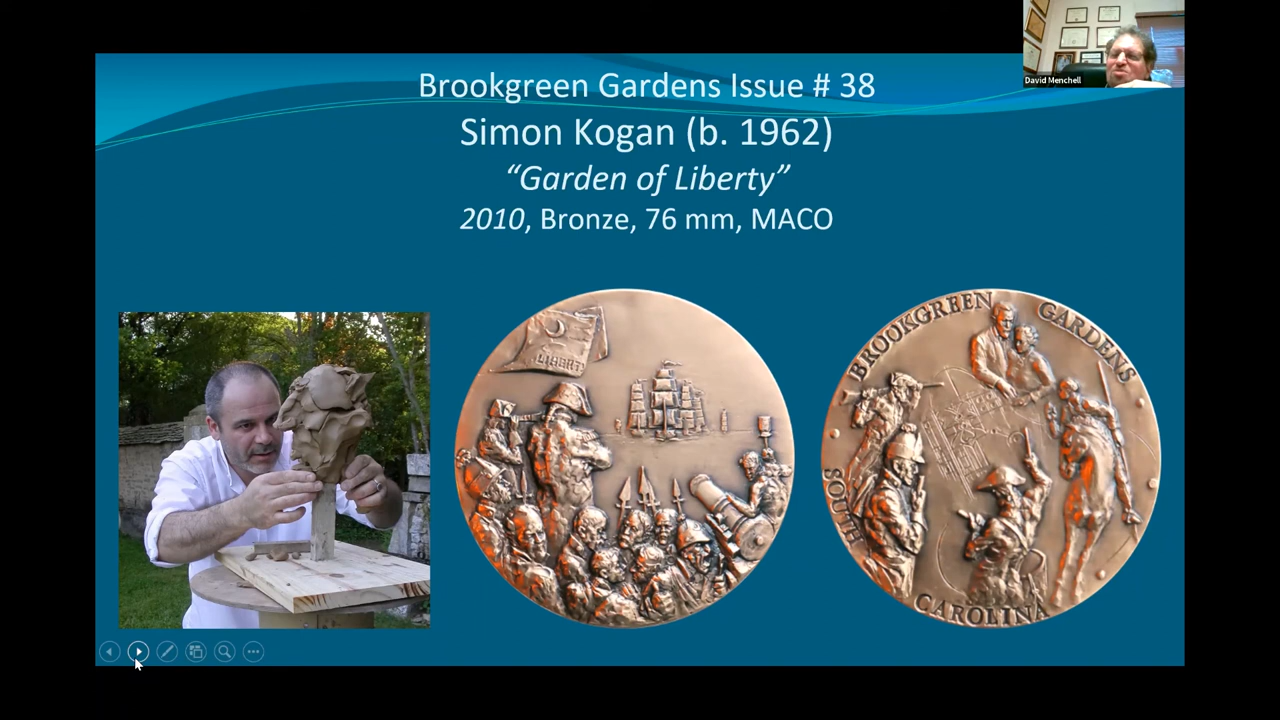 David Menchell
Brookgreen Gardens Issue # 38
Simon Kogan (b. 1962)
“Garden of Liberty”
2010, Bronze, 76 mm, MACO
LIBERT
BROOKGREEN GARDENS
SOUTH
CAROLINA